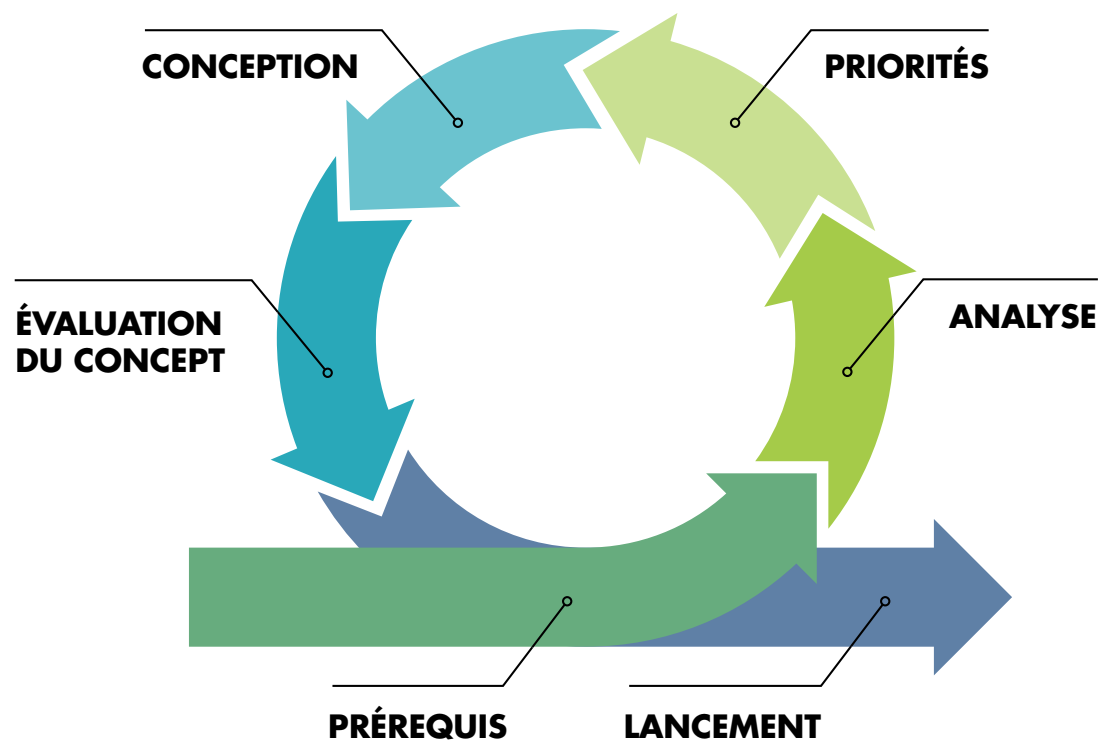 CONCEPTION
PRIORITÉS
ÉVALUATION
DU CONCEPT
ANALYSE
PRÉREQUIS
LANCEMENT